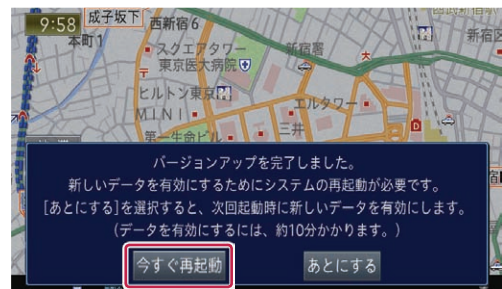 9:58
成子坂下
西新宿6
本町1
スクエアタワー
新宿署
新宿区
東京医大病院
ヒルトン東京
エルタワー
MINI
三井
第一生命ビル
バージョンアップを完了しました。
新しいデータを有効にするためにシステムの再起動が必要です。
[あとにする]を選択すると、次回起動時に新しいデータを有効にします。
(データを有効にするには、約10分かかります。)
今すぐ再起動
あとにする